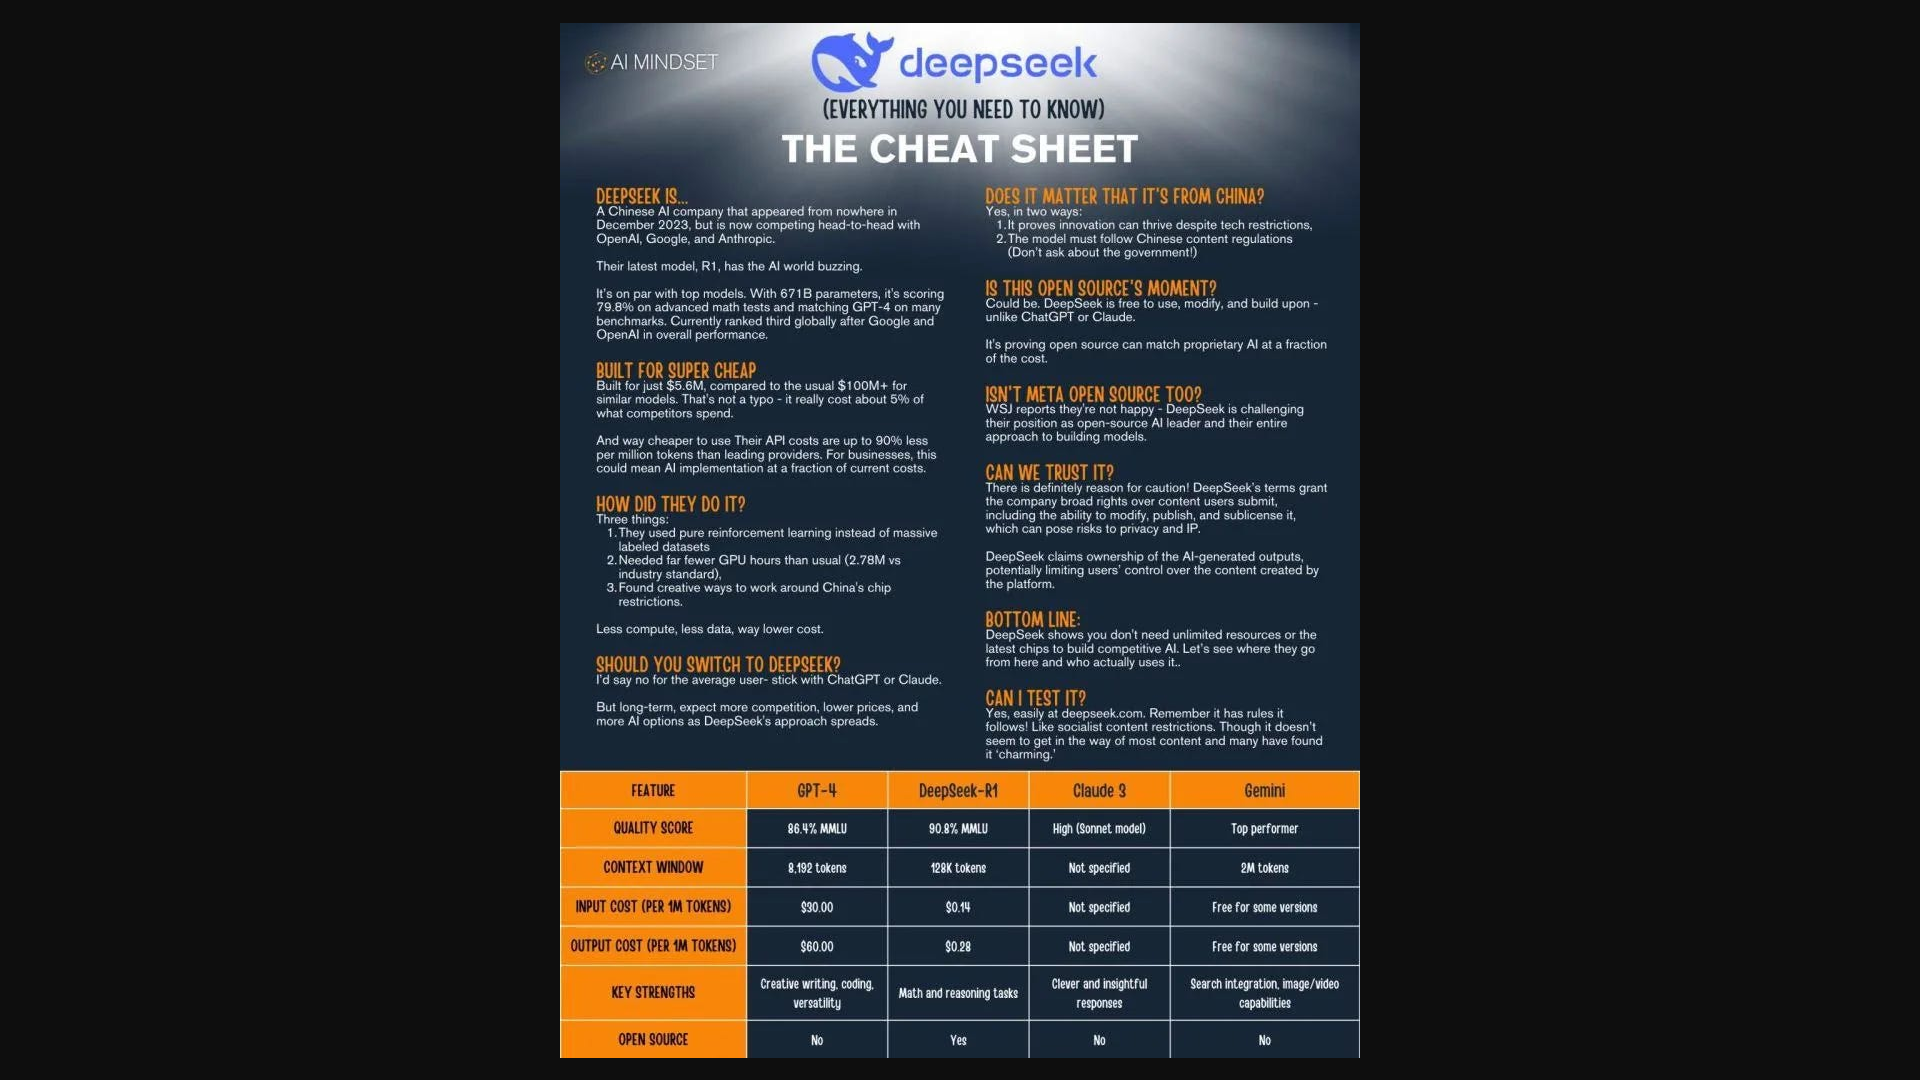 AI MINDSET
deepseek
(EVERYTHING YOU NEED TO KNOW)
THE CHEAT SHEET
DEEPSEEK IS...
A Chinese AI company that appeared from nowhere in
December 2023, but is now competing head-to-head with
OpenAI, Google, and Anthropic.
Their latest model, R1, has the AI world buzzing.
It's on par with top models. With 671B parameters, it's scoring
79.8% on advanced math tests and matching GPT-4 on many
benchmarks. Currently ranked third globally after Google and
OpenAI in overall performance.
BUILT FOR SUPER CHEAP
Built for just $5.6M, compared to the usual $100M+ for
similar models. That's not a typo - it really cost about 5% of
what competitors spend.
And way cheaper to use Their API costs are up to 90% less
per million tokens than leading providers. For businesses, this
could mean AI implementation at a fraction of current costs.
HOW DID THEY DO IT?
Three things:
1. They used pure reinforcement learning instead of massive
labeled datasets
2. Needed far fewer GPU hours than usual (2.78M vs
industry standard),
3. Found creative ways to work around China's chip
restrictions.
Less compute, less data, way lower cost.
SHOULD YOU SWITCH TO DEEPSEEK?
I'd say no for the average user- stick with ChatGPT or Claude.
But long-term, expect more competition, lower prices, and
more AI options as DeepSeek's approach spreads.
DOES IT MATTER THAT IT'S FROM CHINA?
Yes, in two ways:
1. It proves innovation can thrive despite tech restrictions,
2. The model must follow Chinese content regulations
(Don't ask about the government!)
IS THIS OPEN SOURCE'S MOMENT?
Could be. DeepSeek is free to use, modify, and build upon -
unlike ChatGPT or Claude.
It's proving open source can match proprietary AI at a fraction
of the cost.
ISN'T META OPEN SOURCE TOO?
WSJ reports they're not happy - DeepSeek is challenging
their position as open-source AI leader and their entire
approach to building models.
CAN WE TRUST IT?
There is definitely reason for caution! DeepSeek's terms grant
the company broad rights over content users submit,
including the ability to modify, publish, and sublicense it,
which can pose risks to privacy and IP.
DeepSeek claims ownership of the AI-generated outputs,
potentially limiting users' control over the content created by
the platform.
BOTTOM LINE:
DeepSeek shows you don't need unlimited resources or the
latest chips to build competitive AI. Let's see where they go
from here and who actually uses it..
CAN I TEST IT?
Yes, easily at deepseek.com. Remember it has rules it
follows! Like socialist content restrictions. Though it doesn't
seem to get in the way of most content and many have found
it 'charming.'
FEATURE GPT-4 DeepSeek-R1 Claude 3 Gemini
QUALITY SCORE 86.4% MMLU 90.8% MMLU High (Sonnet model) Top performer
CONTEXT WINDOW 8,192 tokens 128K tokens Not specified 2M tokens
INPUT COST (PER 1M TOKENS) $30.00 $0.14 Not specified Free for some versions
OUTPUT COST (PER 1M TOKENS) $60.00 $0.28 Not specified Free for some versions
KEY STRENGTHS Creative writing, coding, versatility Math and reasoning tasks Clever and insightful responses Search integration, image/video capabilities
OPEN SOURCE No Yes No No